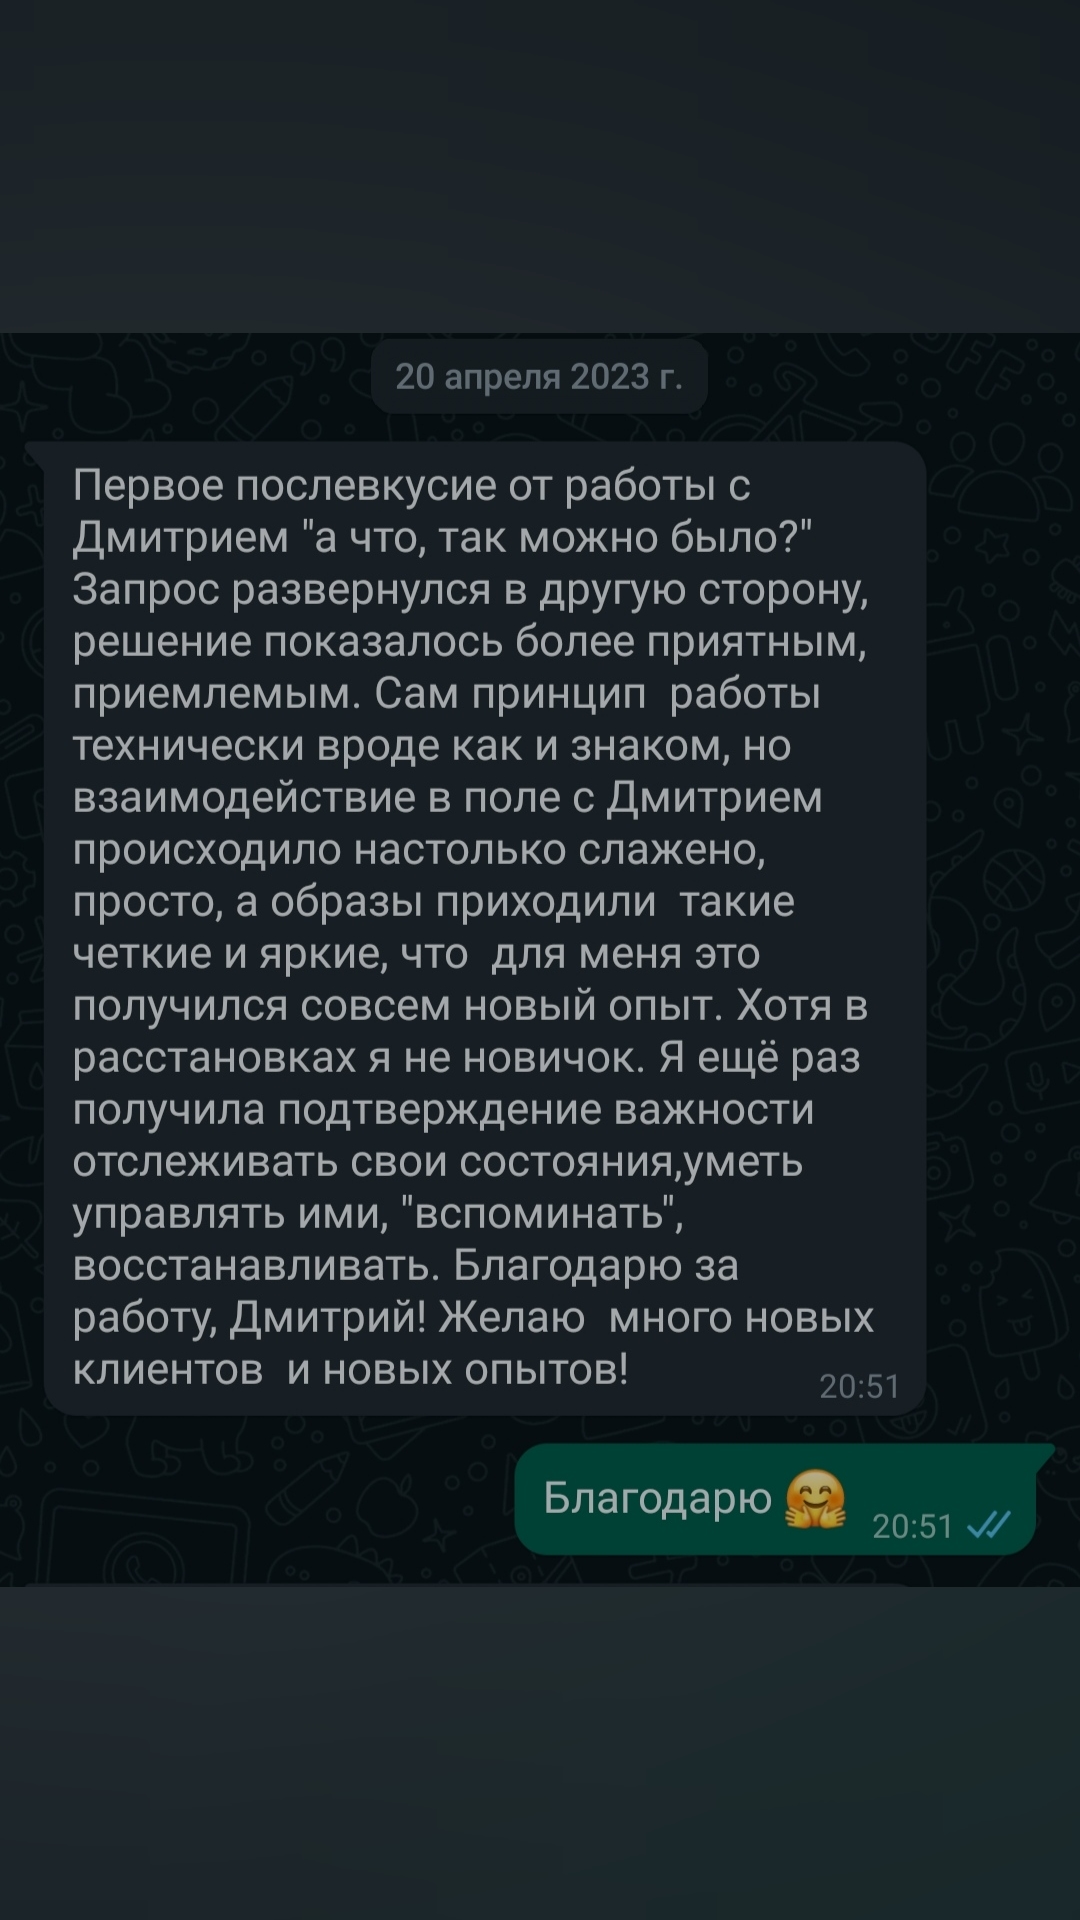 20 апреля 2023 г.
Первое послевкусие от работы с
Дмитрием "а что, так можно было?"
Запрос развернулся в другую сторону,
решение показалось более приятным,
приемлемым. Сам принцип  работы
технически вроде как и знаком, но
взаимодействие в поле с Дмитрием
происходило настолько слажено,
просто, а образы приходили  такие
четкие и яркие, что  для меня это
получился совсем новый опыт. Хотя в
расстановках я не новичок. Я ещё раз
получила подтверждение важности
отслеживать свои состояния,уметь
управлять ими, "вспоминать",
восстанавливать. Благодарю за
работу, Дмитрий! Желаю  много новых
клиентов  и новых опытов!
20:51
Благодарю 🤗
20:51